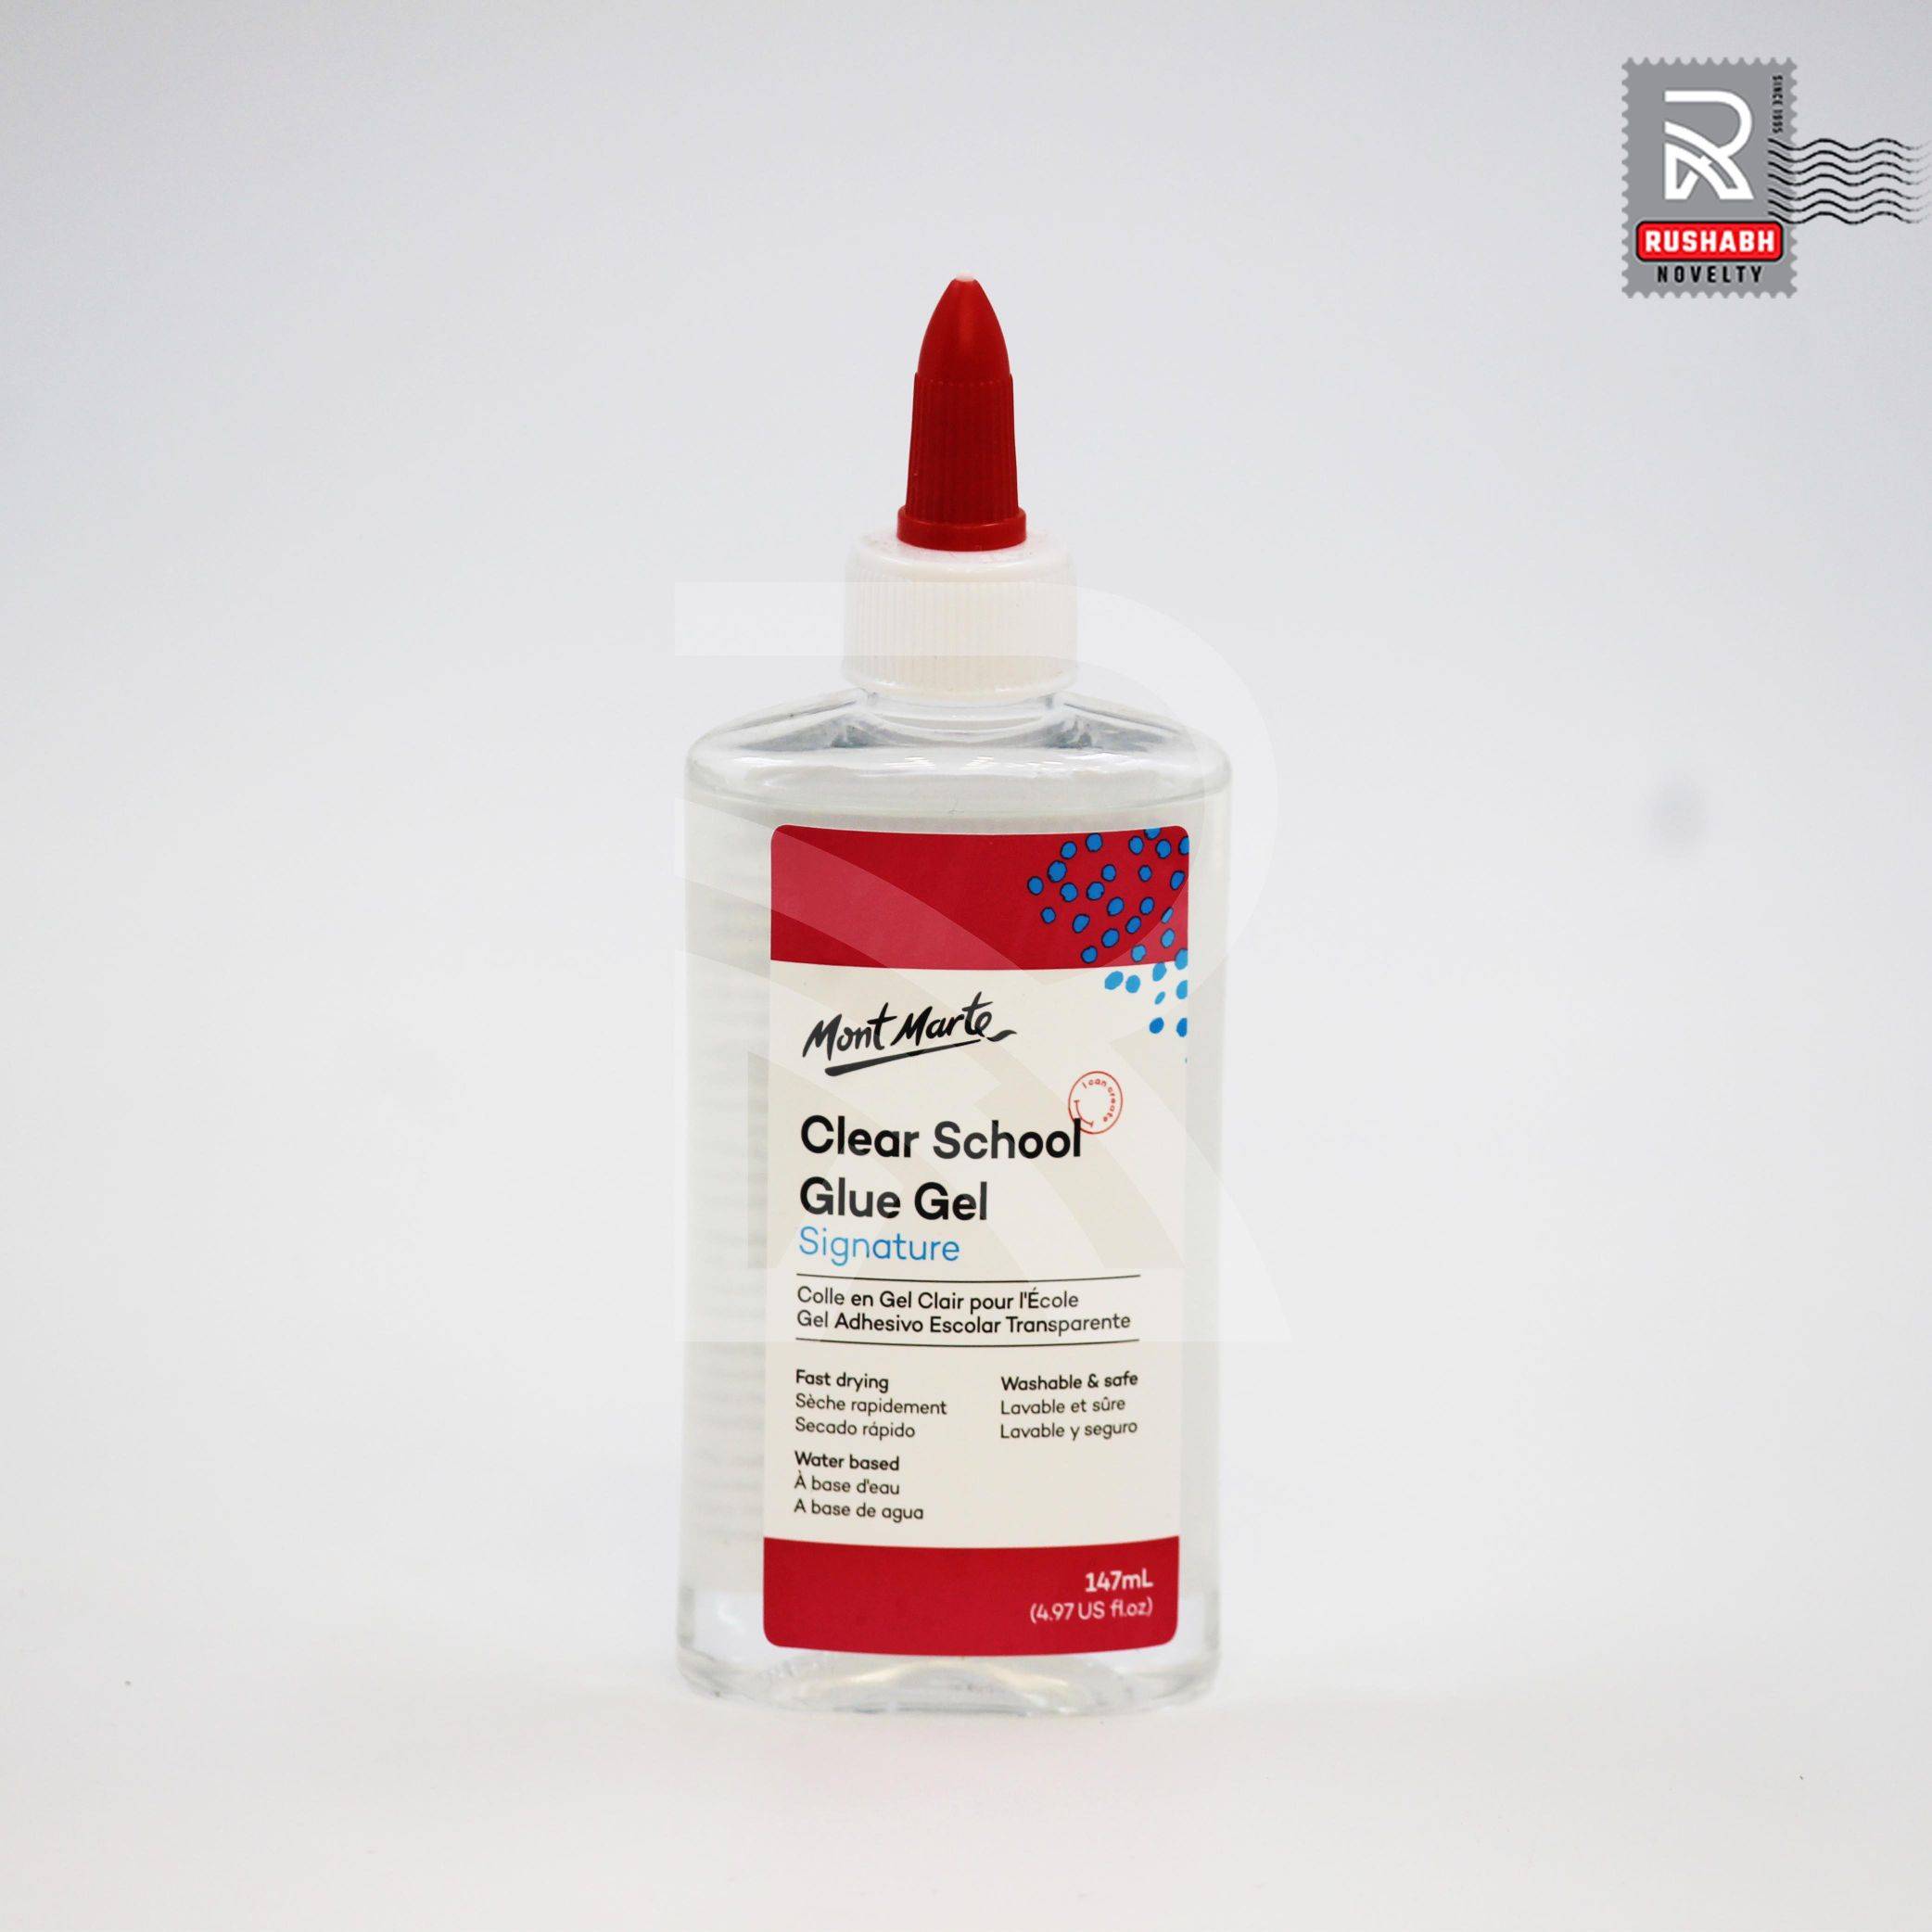 SINCE 1995
RUSHABH
NOVELTY
Mont Marte
I can create
Clear School
Glue Gel
Signature
Colle en Gel Clair pour l'École
Gel Adhesivo Escolar Transparente
Fast drying
Sèche rapidement
Secado rápido
Washable & safe
Lavable et sûre
Lavable y seguro
Water based
À base d'eau
A base de agua
147mL
(4.97 US fl.oz)